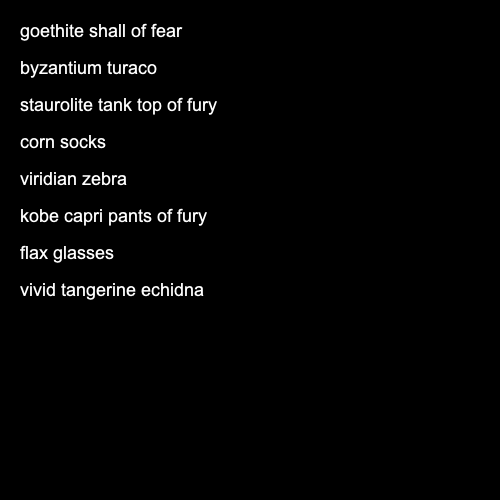 goethite shall of fear
byzantium turaco
staurolite tank top of fury
corn socks
viridian zebra
kobe capri pants of fury
flax glasses
vivid tangerine echidna